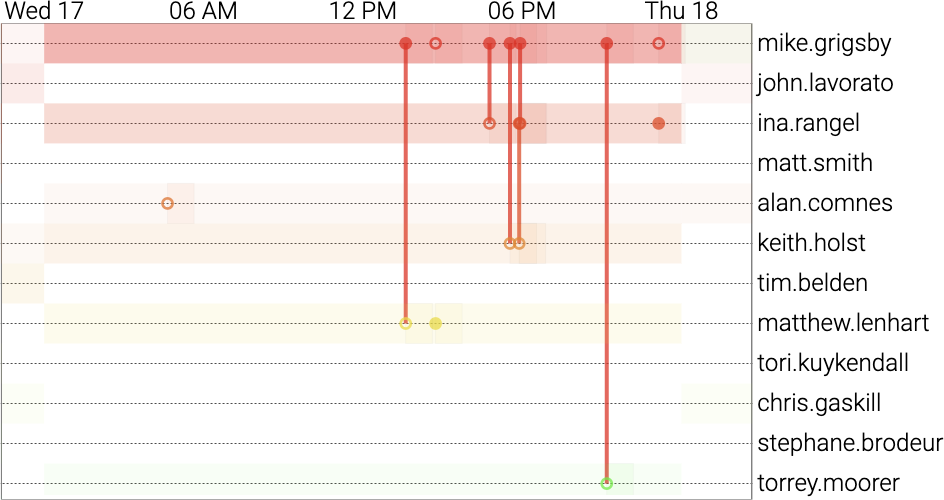 Wed 17 06 AM 12 PM 06 PM Thu 18
mike.grigsby
john.lavorato
ina.rangel
matt.smith
alan.comnes
keith.holst
tim.belden
matthew.lenhart
tori.kuykendall
chris.gaskill
stephane.brodeur
torrey.moorer